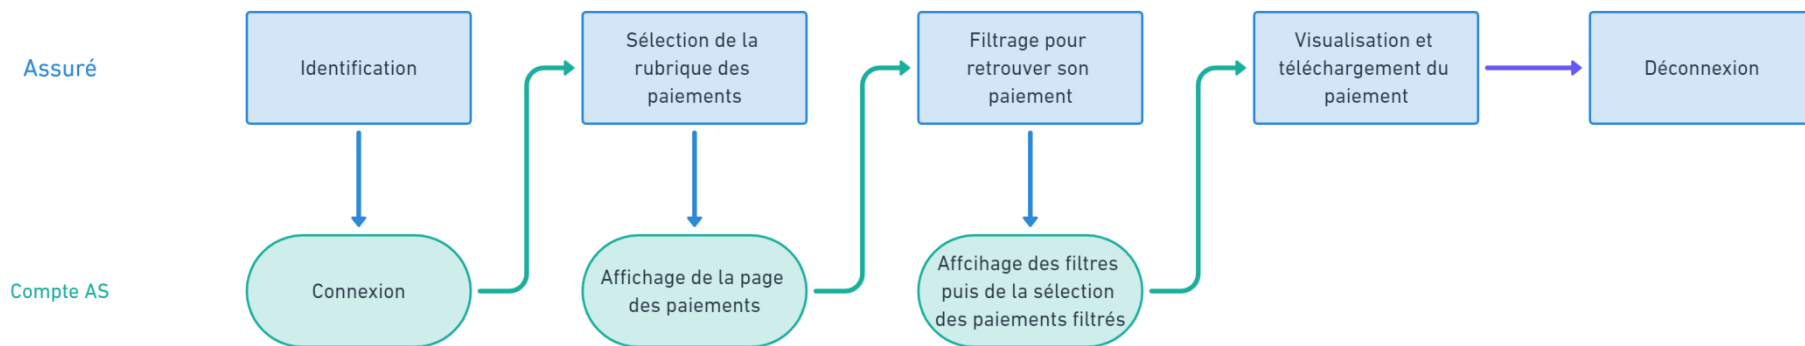 Assuré
Identification
Sélection de la
rubrique des
paiements
Filtrage pour
retrouver son
paiement
Visualisation et
téléchargement du
paiement
Déconnexion
Compte AS
Connexion
Affichage de la page
des paiements
Affcihage des filtres
puis de la sélection
des paiements filtrés